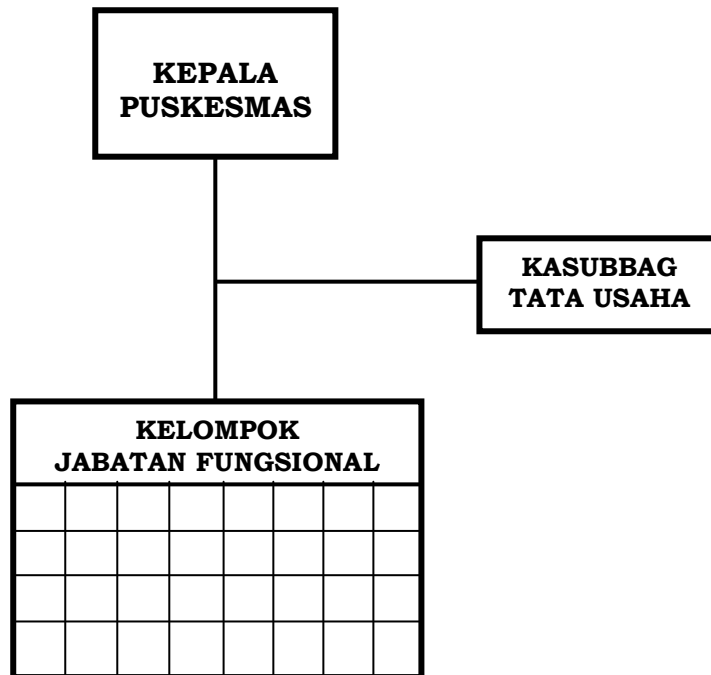 KEPALA
PUSKESMAS
KASUBBAG
TATA USAHA
KELOMPOK
JABATAN FUNGSIONAL